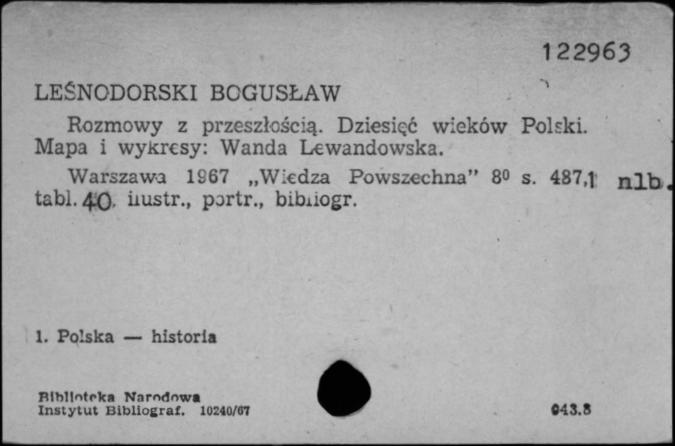 122963
LEŚNODORSKI BOGUSŁAW
Rozmowy z przeszłością. Dziesięć wieków Polski.
Mapa i wykresy: Wanda Lewandowska.
Warszawa 1967 „Wiedza Powszechna” 8⁰ s. 487,1 nlb.
tabl. 40. ilustr., portr., bibliogr.
1. Polska — historia
Biblioteka Narodowa
Instytut Bibliograf. 10240/67
943.8